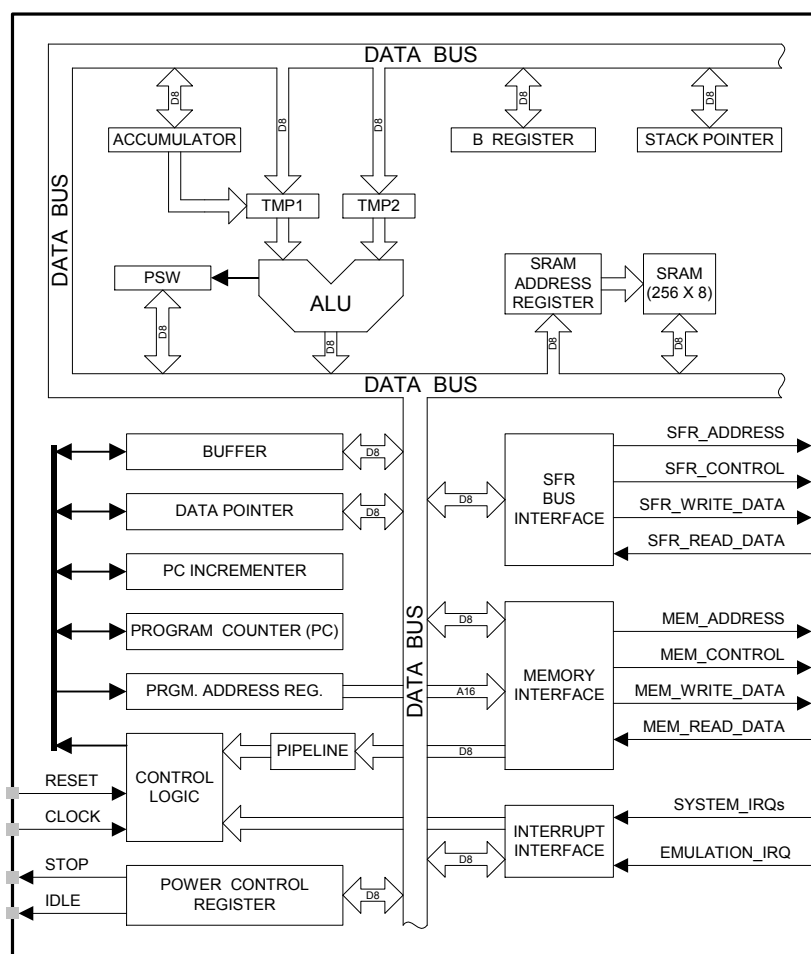 DATA BUS
D8
D8
D8
D8
D8
ACCUMULATOR
B REGISTER
STACK POINTER
DATA BUS
TMP1
TMP2
PSW
ALU
SRAM
ADDRESS
REGISTER
SRAM
(256 X 8)
D8
D8
D8
D8
DATA BUS
BUFFER
D8
DATA POINTER
D8
PC INCREMENTER
PROGRAM COUNTER (PC)
PRGM. ADDRESS REG.
A16
CONTROL
LOGIC
PIPELINE
D8
RESET
CLOCK
STOP
IDLE
POWER CONTROL
REGISTER
D8
DATA BUS
D8
SFR
BUS
INTERFACE
SFR_ADDRESS
SFR_CONTROL
SFR_WRITE_DATA
SFR_READ_DATA
D8
MEMORY
INTERFACE
MEM_ADDRESS
MEM_CONTROL
MEM_WRITE_DATA
MEM_READ_DATA
D8
INTERRUPT
INTERFACE
SYSTEM_IRQs
EMULATION_IRQ